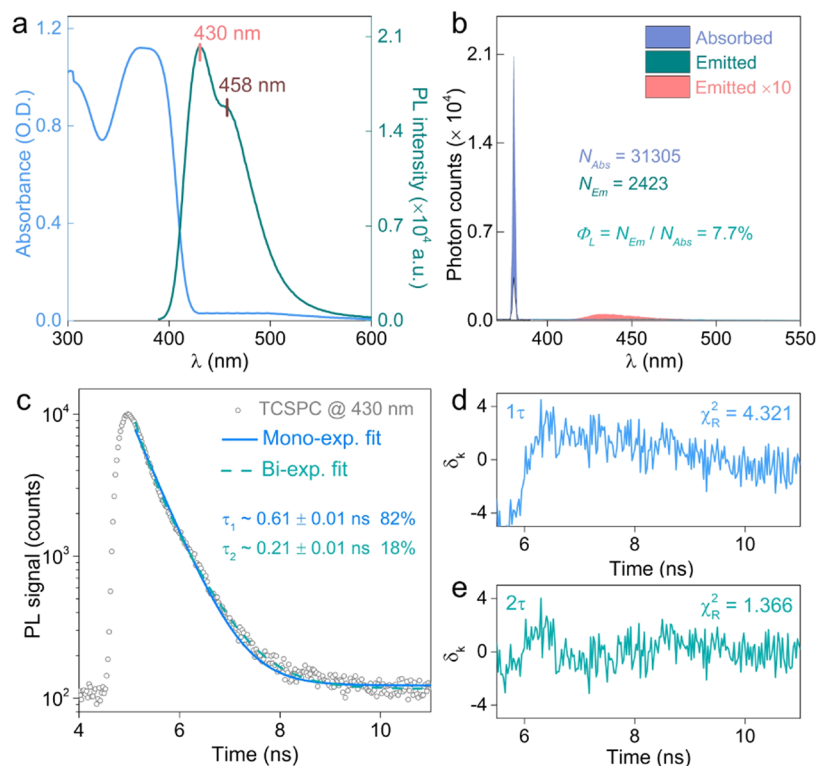 a
1.2
0.8
0.4
0.0
Absorbance (O.D.)
430 nm
458 nm
2.1
1.4
0.7
0.0
PL intensity (×10⁴ a.u.)
300 400 500 600
λ (nm)
b
2.1
1.4
0.7
0.0
Photon counts (× 10⁴)
Absorbed
Emitted
Emitted ×10
N_Abs = 31305
N_Em = 2423
Φ_L = N_Em / N_Abs = 7.7%
400 450 500 550
λ (nm)
c
10⁴
10³
10²
PL signal (counts)
TCSPC @ 430 nm
Mono-exp. fit
Bi-exp. fit
τ₁ ~ 0.61 ± 0.01 ns 82%
τ₂ ~ 0.21 ± 0.01 ns 18%
4 6 8 10
Time (ns)
d
4
0
-4
δ_k
1τ
χ²_R = 4.321
6 8 10
Time (ns)
e
4
0
-4
δ_k
2τ
χ²_R = 1.366
6 8 10
Time (ns)